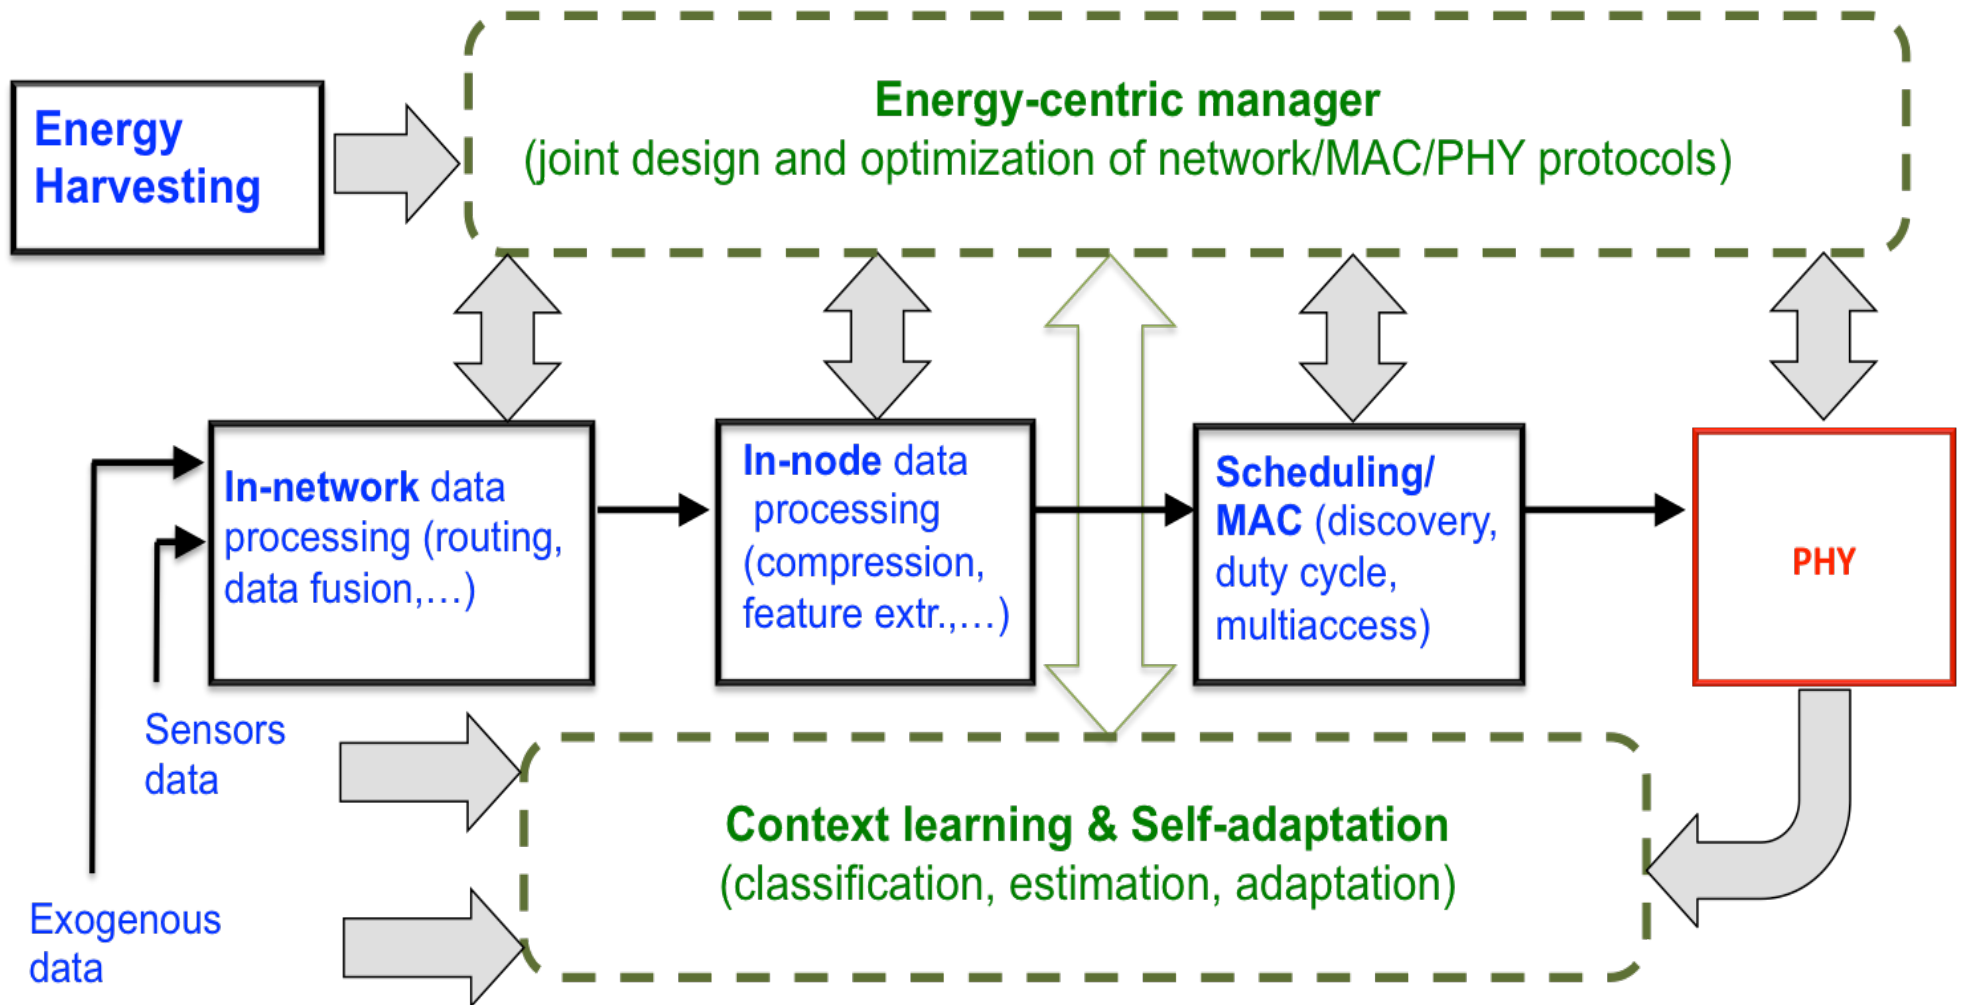 Energy-centric manager
(joint design and optimization of network/MAC/PHY protocols)
Energy
Harvesting
In-network data
processing (routing,
data fusion,...)
In-node data
processing
(compression,
feature extr.,...)
Scheduling/
MAC (discovery,
duty cycle,
multiaccess)
PHY
Sensors
data
Exogenous
data
Context learning & Self-adaptation
(classification, estimation, adaptation)